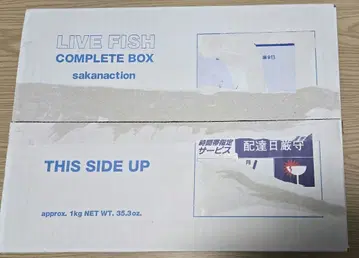 LIVE FISH
COMPLETE BOX
sakanaction
THIS SIDE UP
approx. 1kg NET WT. 35.3oz.
時間帯指定
サービス
配達日厳守